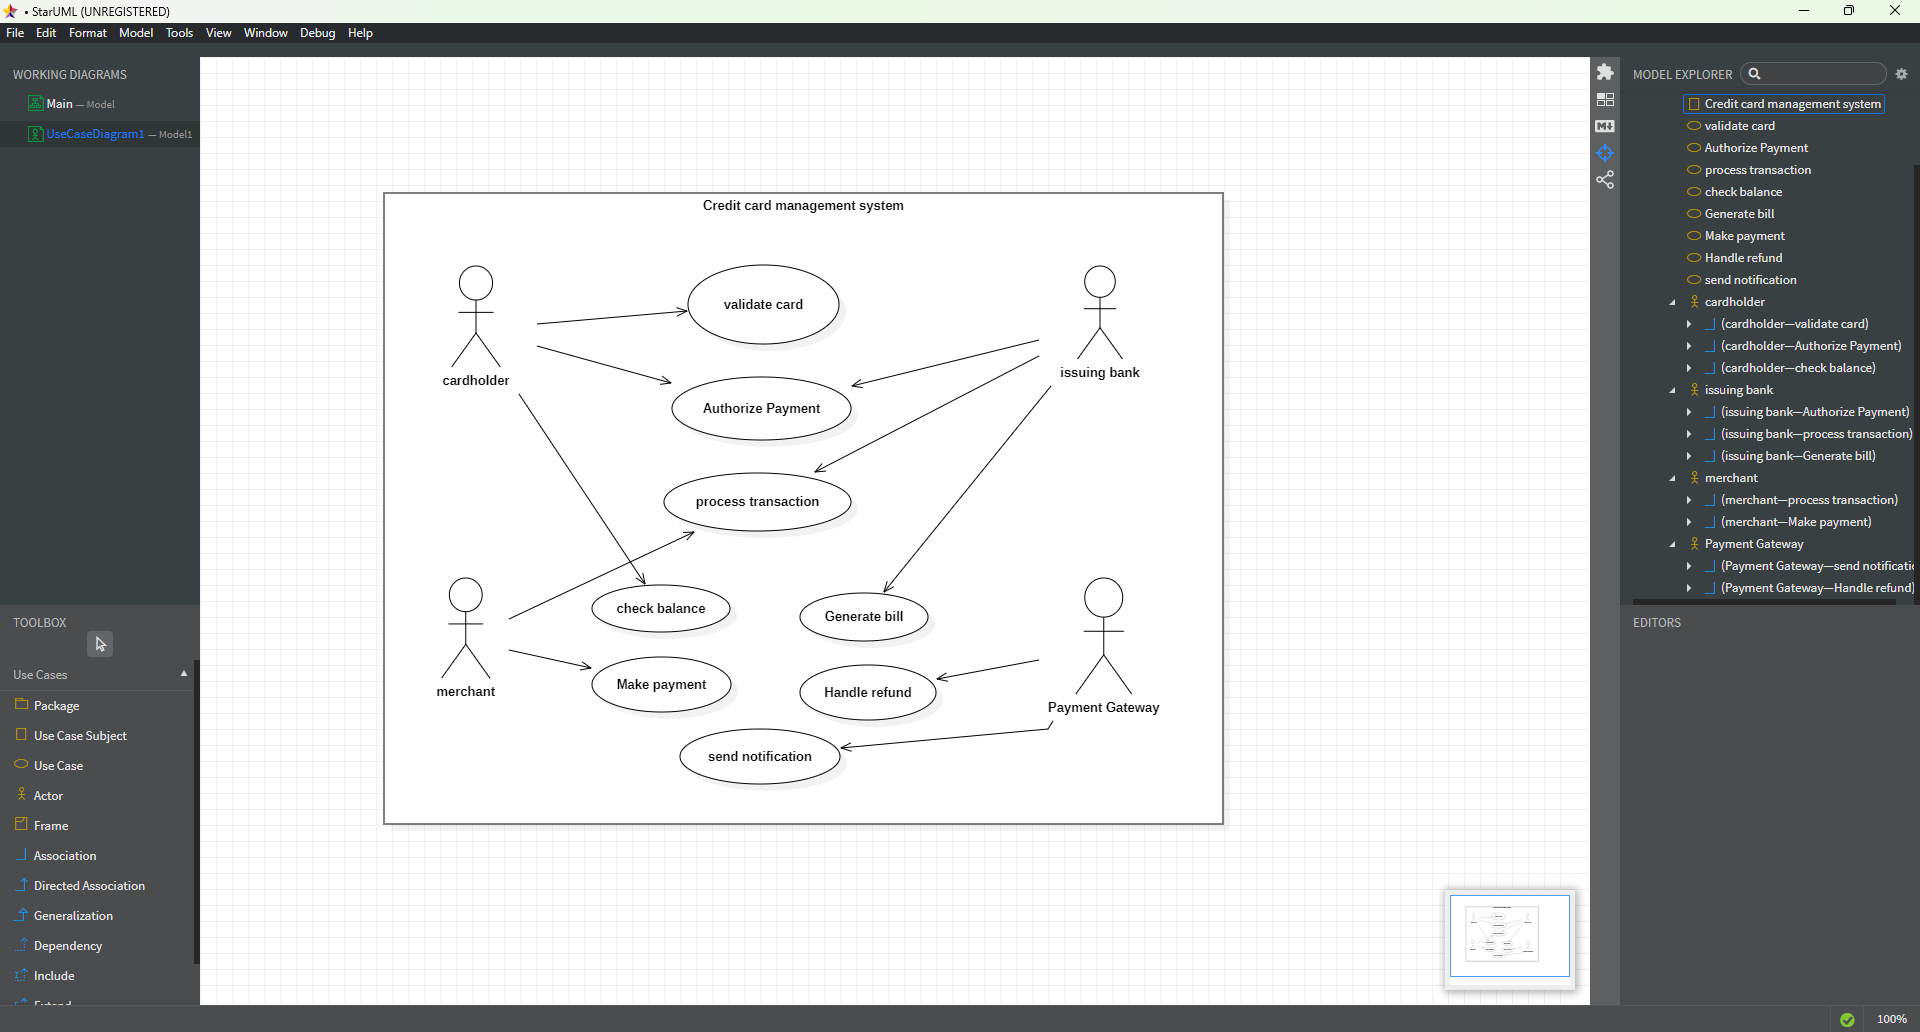 • StarUML (UNREGISTERED)
File Edit Format Model Tools View Window Debug Help
WORKING DIAGRAMS
Main — Model
UseCaseDiagram1 — Model1
TOOLBOX
Use Cases
Package
Use Case Subject
Use Case
Actor
Frame
Association
Directed Association
Generalization
Dependency
Include
Extend
Credit card management system
validate card
cardholder
issuing bank
Authorize Payment
process transaction
check balance
Generate bill
merchant
Make payment
Handle refund
Payment Gateway
send notification
MODEL EXPLORER
Credit card management system
validate card
Authorize Payment
process transaction
check balance
Generate bill
Make payment
Handle refund
send notification
cardholder
(cardholder—validate card)
(cardholder—Authorize Payment)
(cardholder—check balance)
issuing bank
(issuing bank—Authorize Payment)
(issuing bank—process transaction)
(issuing bank—Generate bill)
merchant
(merchant—process transaction)
(merchant—Make payment)
Payment Gateway
(Payment Gateway—send notificatio
(Payment Gateway—Handle refund)
EDITORS
100%